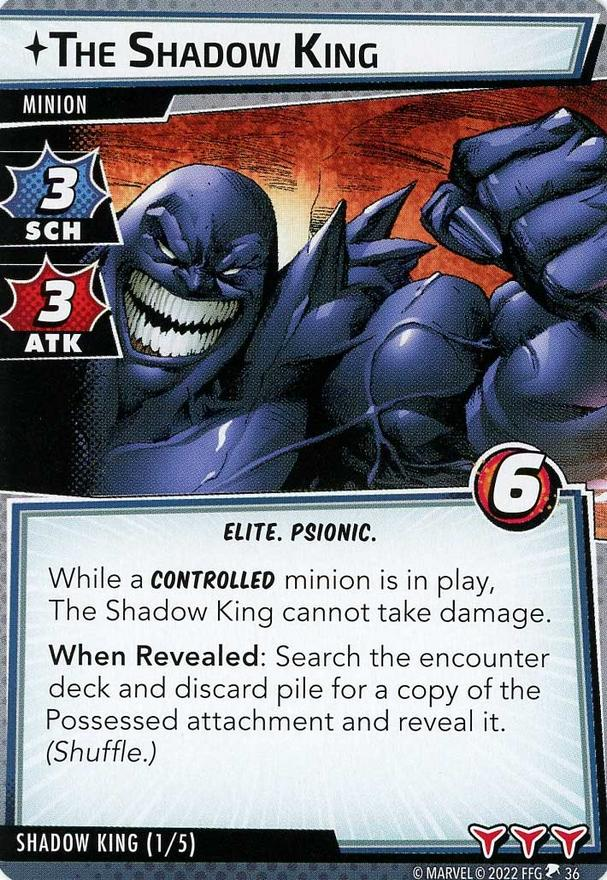 THE SHADOW KING
MINION
3
SCH
3
ATK
6
ELITE. PSIONIC.
While a CONTROLLED minion is in play,
The Shadow King cannot take damage.
When Revealed: Search the encounter
deck and discard pile for a copy of the
Possessed attachment and reveal it.
(Shuffle.)
SHADOW KING (1/5)
© MARVEL © 2022 FFG 36